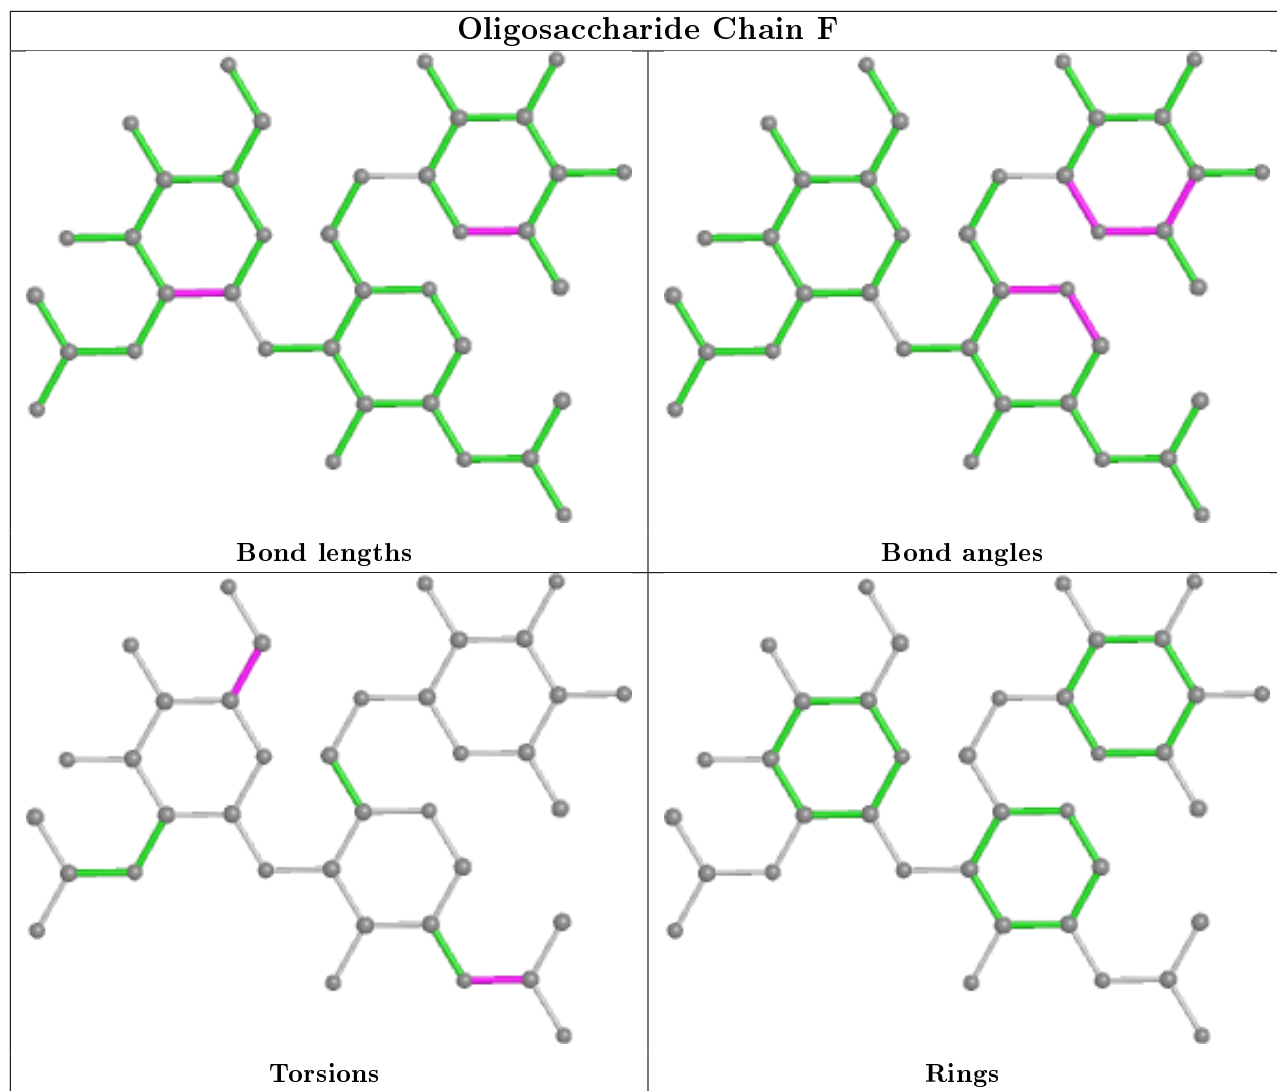 Oligosaccharide Chain F
Bond lengths
Bond angles
Torsions
Rings